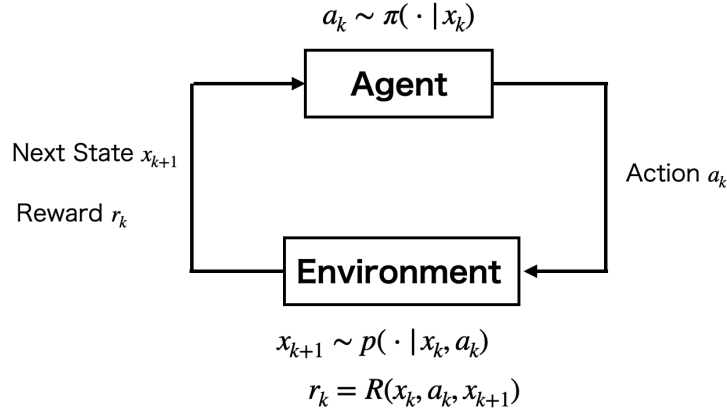 a_k ~ π( · | x_k)
Agent
Next State x_{k+1}
Reward r_k
Action a_k
Environment
x_{k+1} ~ p( · | x_k, a_k)
r_k = R(x_k, a_k, x_{k+1})